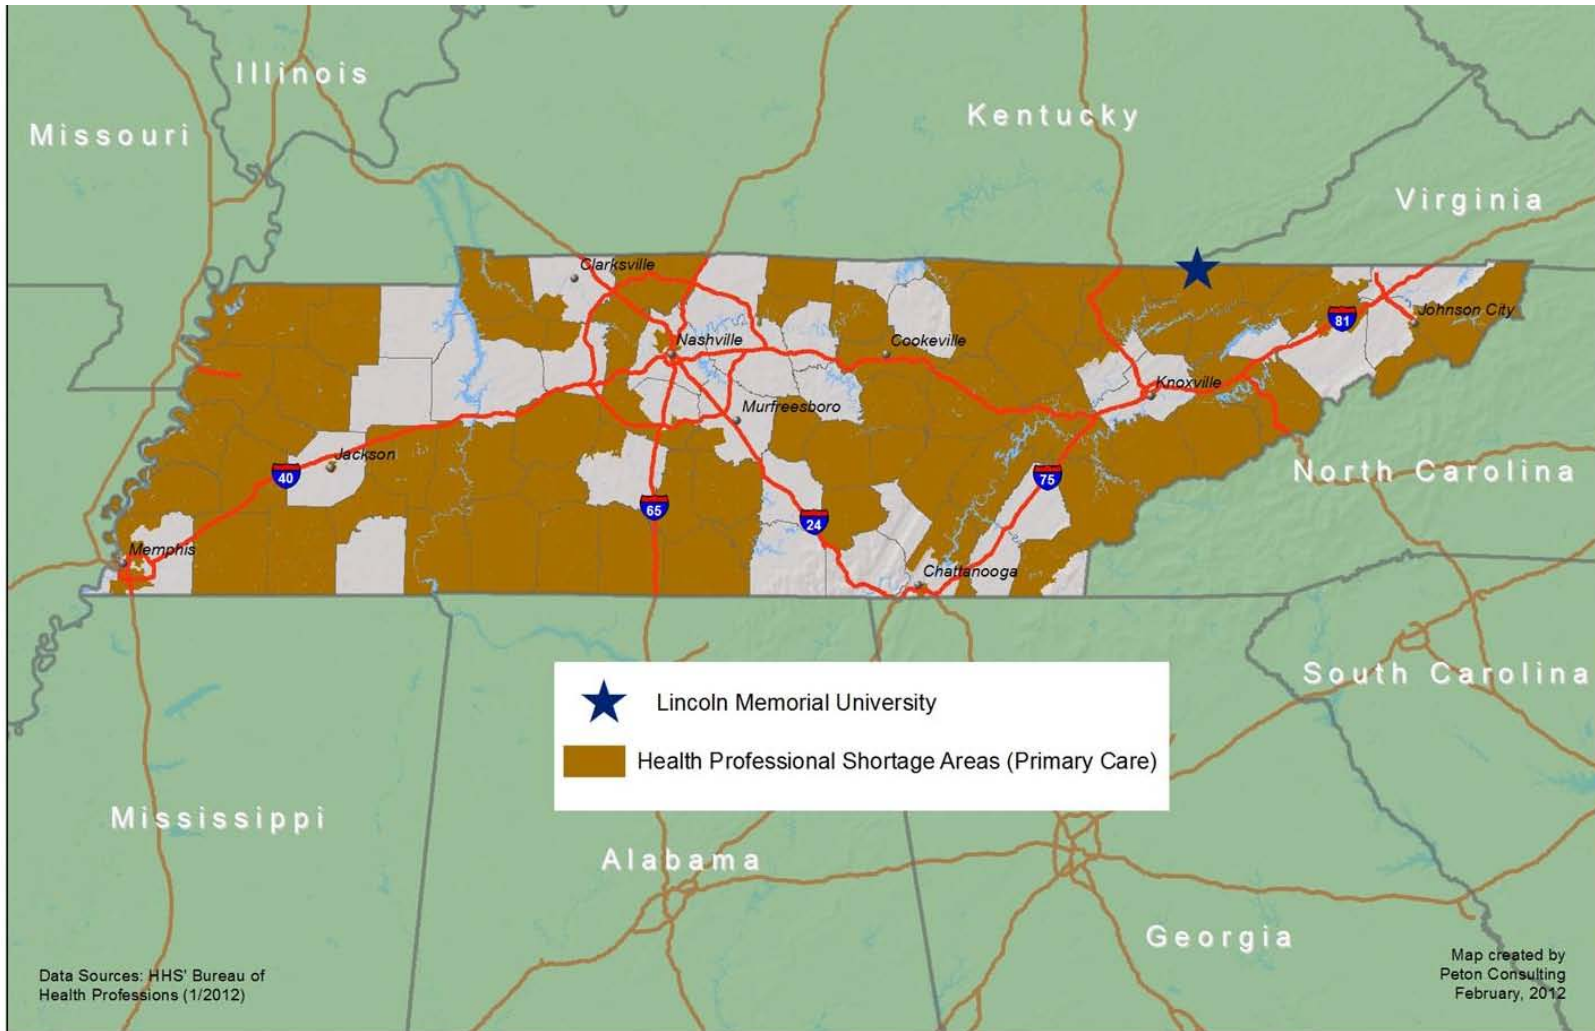 Illinois
Missouri
Kentucky
Virginia
Clarksville
Nashville
Cookeville
Johnson City
81
Knoxville
Murfreesboro
Jackson
40
65
24
75
North Carolina
Memphis
Chattanooga
South Carolina
Lincoln Memorial University
Health Professional Shortage Areas (Primary Care)
Mississippi
Alabama
Georgia
Data Sources: HHS' Bureau of
Health Professions (1/2012)
Map created by
Peton Consulting
February, 2012